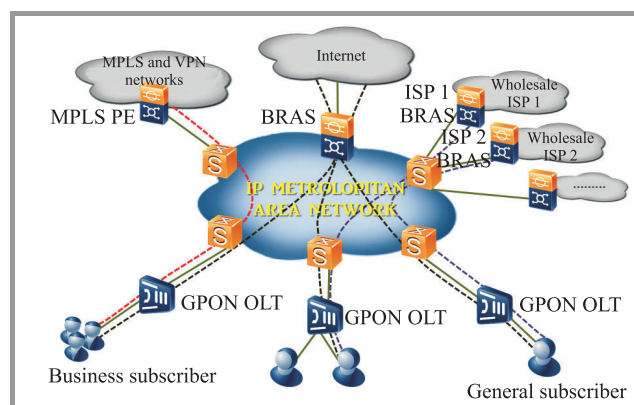 MPLS and VPN
networks
MPLS PE
Internet
BRAS
ISP 1
BRAS
Wholesale
ISP 1
ISP 2
BRAS
Wholesale
ISP 2
..........
IP METROLOPITAN
AREA NETWORK
S
S
S
S
S
GPON OLT
GPON OLT
GPON OLT
Business subscriber
General subscriber